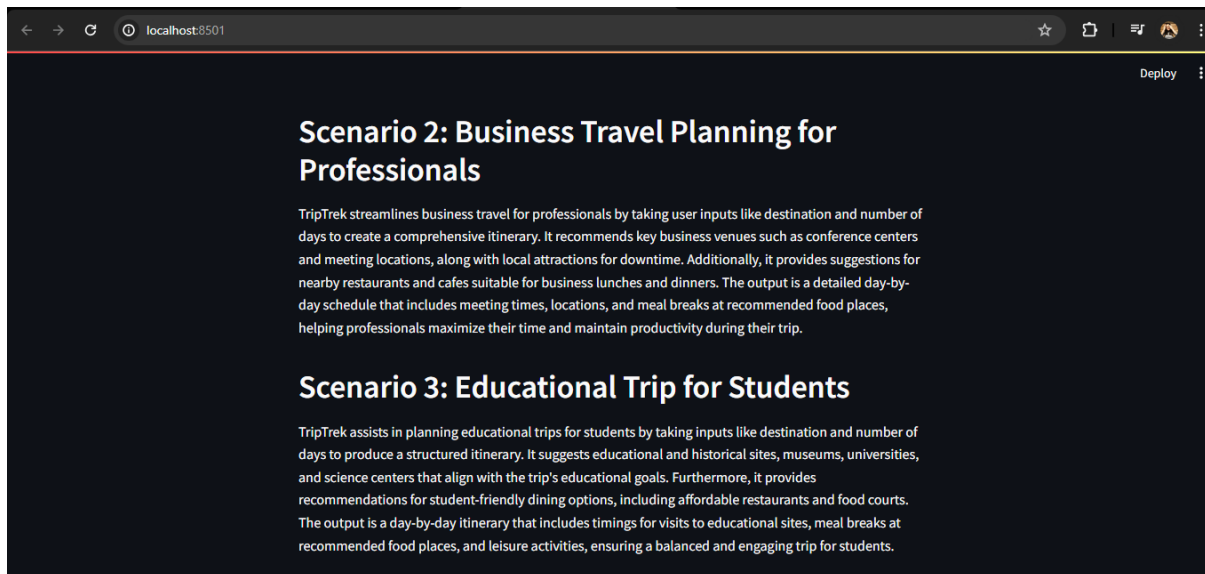 localhost:8501
Deploy
Scenario 2: Business Travel Planning for
Professionals
TripTrek streamlines business travel for professionals by taking user inputs like destination and number of
days to create a comprehensive itinerary. It recommends key business venues such as conference centers
and meeting locations, along with local attractions for downtime. Additionally, it provides suggestions for
nearby restaurants and cafes suitable for business lunches and dinners. The output is a detailed day-by-
day schedule that includes meeting times, locations, and meal breaks at recommended food places,
helping professionals maximize their time and maintain productivity during their trip.
Scenario 3: Educational Trip for Students
TripTrek assists in planning educational trips for students by taking inputs like destination and number of
days to produce a structured itinerary. It suggests educational and historical sites, museums, universities,
and science centers that align with the trip's educational goals. Furthermore, it provides
recommendations for student-friendly dining options, including affordable restaurants and food courts.
The output is a day-by-day itinerary that includes timings for visits to educational sites, meal breaks at
recommended food places, and leisure activities, ensuring a balanced and engaging trip for students.